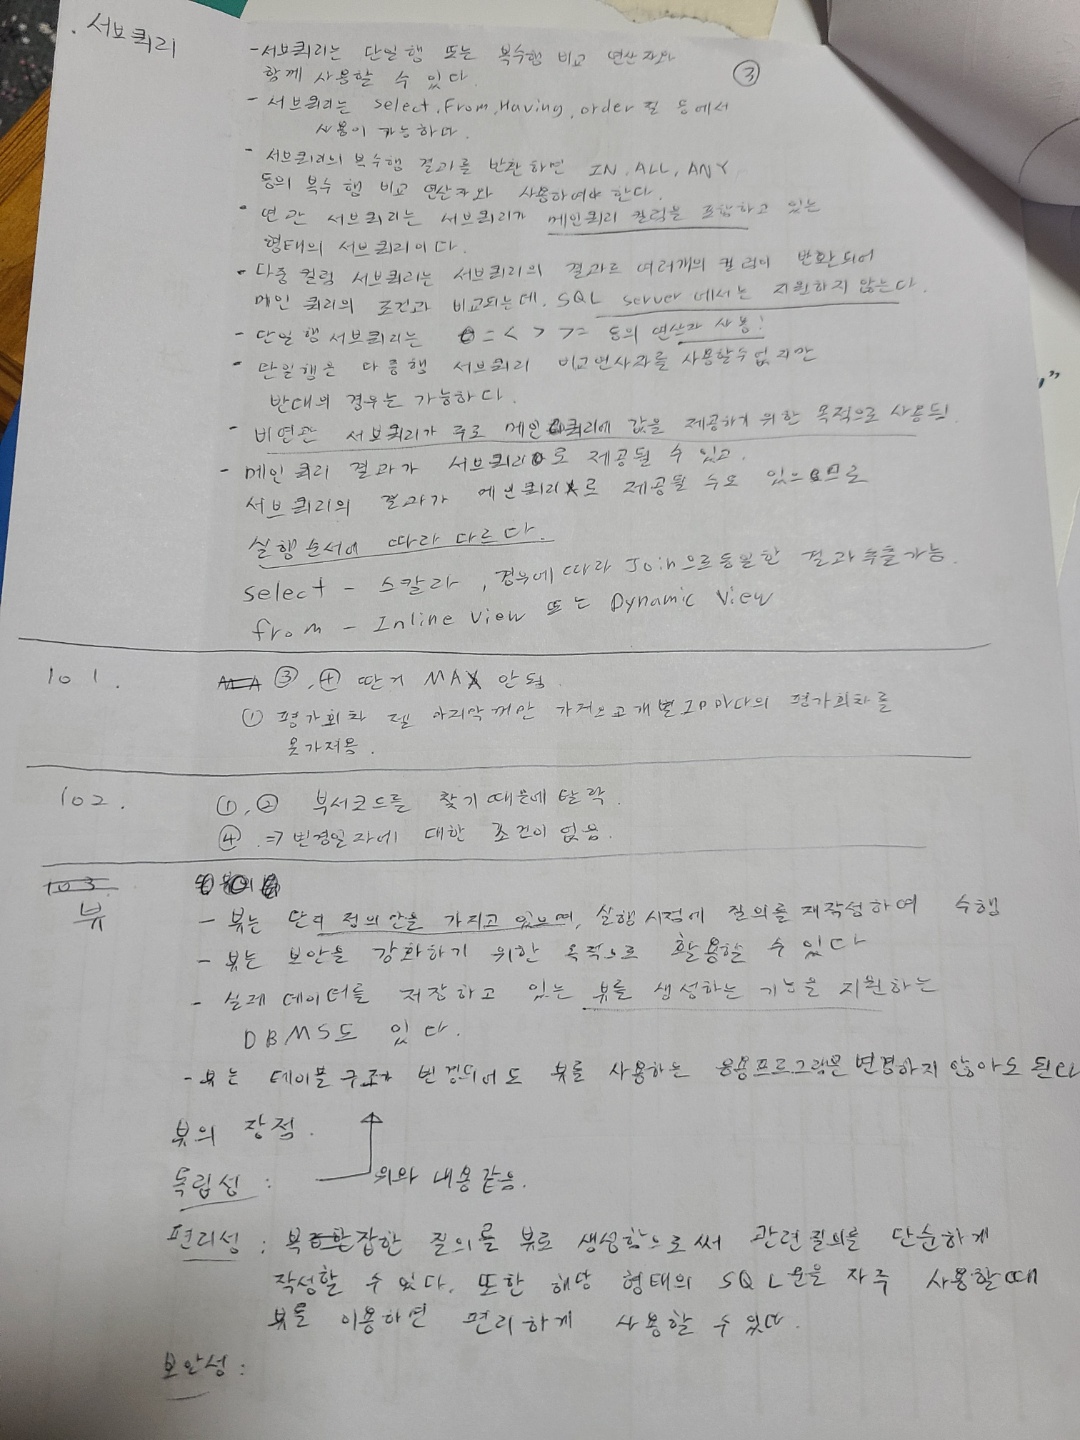 . 서브쿼리
③
- 서브쿼리는 단일행 또는 복수행 비교 연산자와
함께 사용할 수 있다.
- 서브쿼리는 select, From, Having, order 절 등에서
사용이 가능하다.
- 서브쿼리의 복수행 결과를 반환하면 IN, ALL, ANY
등의 복수 행 비교 연산자와 사용하여야 한다.
- 연관 서브쿼리는 서브쿼리가 메인쿼리 컬럼을 포함하고 있는
형태의 서브쿼리이다.
- 다중 컬럼 서브쿼리는 서브쿼리의 결과로 여러개의 컬럼이 반환되어
메인 쿼리의 조건과 비교되는데, SQL server에서는 지원하지 않는다.
- 단일행 서브쿼리는 = < > >= 등의 연산자 사용!
- 단일행은 다중행 서브쿼리 비교연사자를 사용할수없지만
반대의 경우는 가능하다.
- 비연관 서브쿼리가 주로 메인쿼리에 값을 제공하기 위한 목적으로 사용됨.
- 메인쿼리 결과가 서브쿼리로 제공될 수 있고,
서브쿼리의 결과가 메인쿼리로 제공될 수도 있으므로
실행순서에 따라 다르다.
select - 스칼라, 경우에따라 Join으로 동일한 결과 추출가능.
from - Inline View 또는 Dynamic View
101.
③, ④ 딴거 MAX 안됨.
① 평가회차 젤 마지막꺼만 가져오고 개별 마다의 평가회차를
못가져옴.
102.
①, ② 부서코드를 찾기 때문에 탈락.
④ => 변경일자에 대한 조건이 없음.
103
뷰
- 뷰는 단지 정의만을 가지고 있으며, 실행시점에 질의를 재작성하여 수행
- 뷰는 보안을 강화하기 위한 목적으로 활용할 수 있다
- 실제 데이터를 저장하고 있는 뷰를 생성하는 기능을 지원하는
DBMS도 있다.
- 뷰는 테이블 구조가 변경되어도 뷰를 사용하는 응용프로그램은 변경하지 않아도 된다
뷰의 장점.
독립성 : 위와 내용같음.
편리성 : 복잡한 질의를 뷰로 생성함으로써 관련질의를 단순하게
작성할 수 있다. 또한 해당 형태의 SQL문을 자주 사용할때
뷰를 이용하면 편리하게 사용할 수 있다.
보안성 :